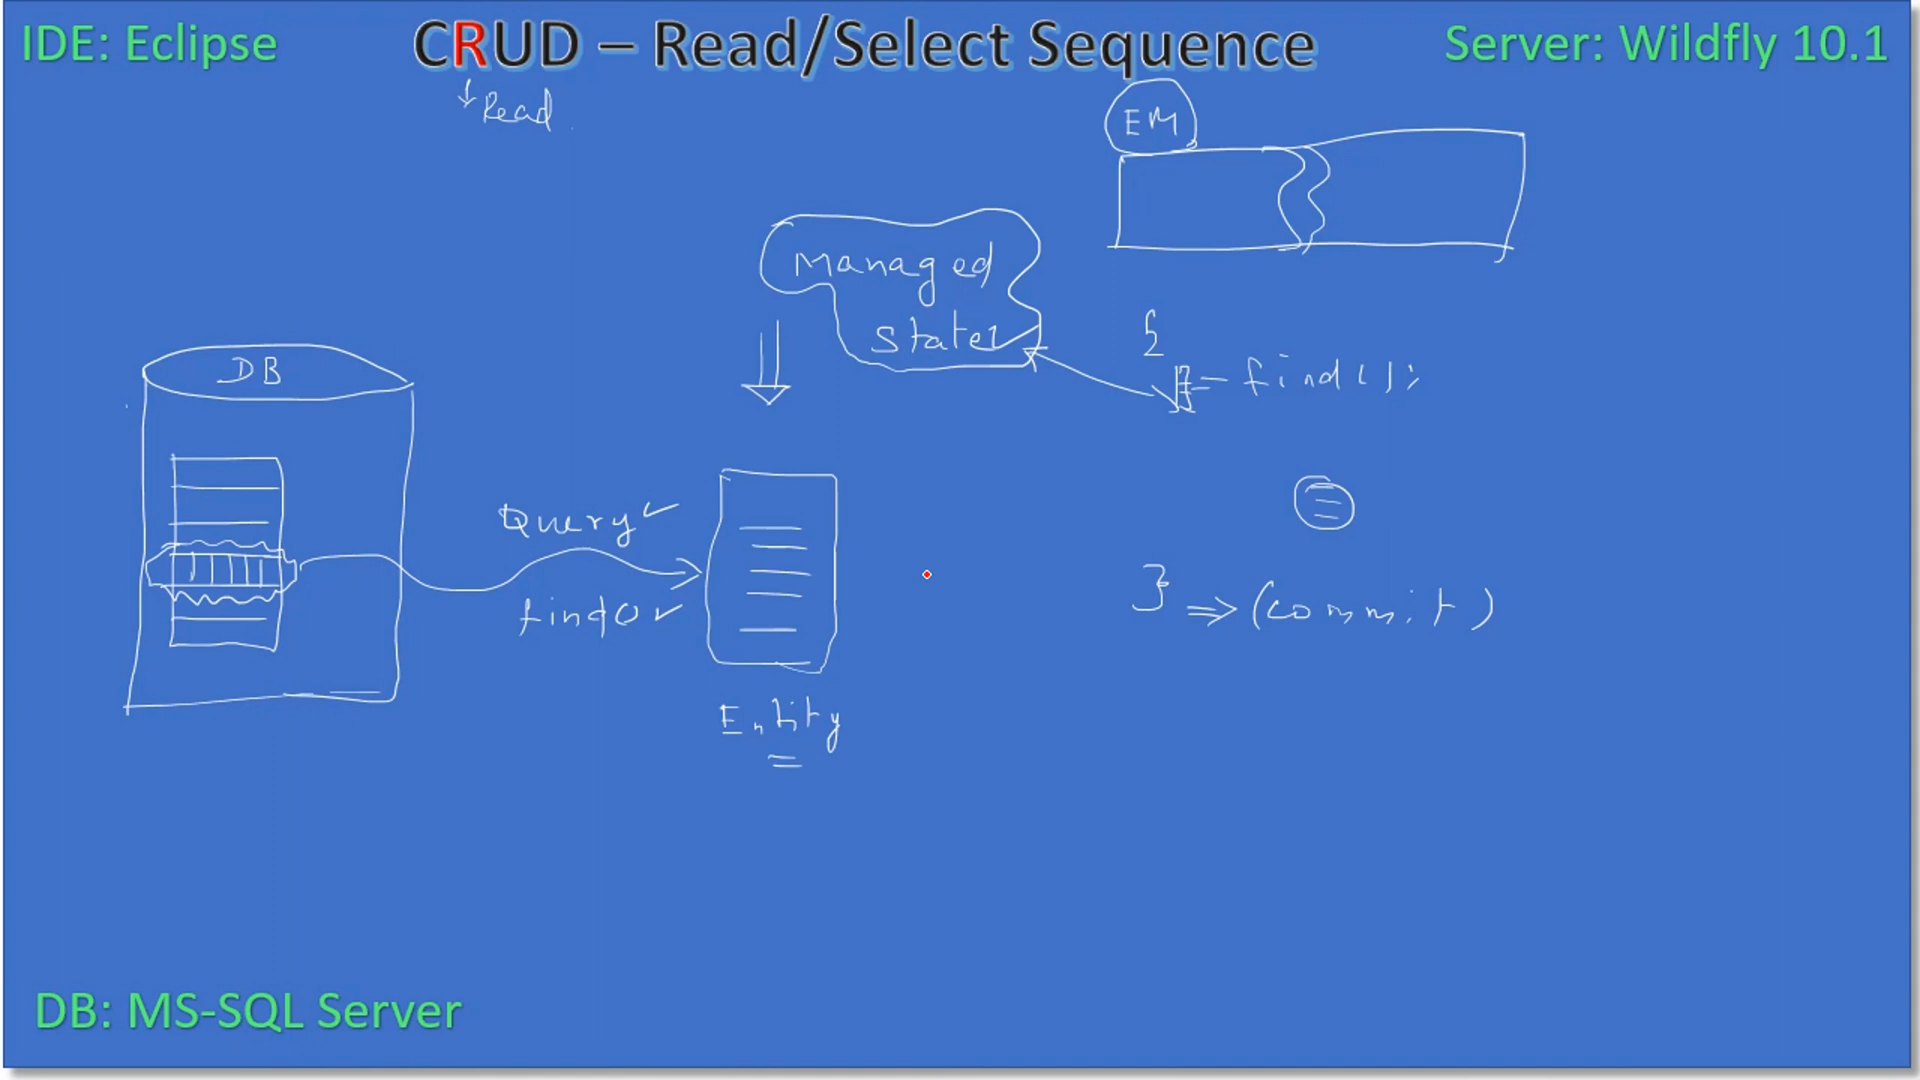 IDE: Eclipse
CRUD – Read/Select Sequence
Server: Wildfly 10.1
Read
EM
Managed
State
find();
DB
Query
find()
} ⇒ (commit)
Entity
DB: MS-SQL Server